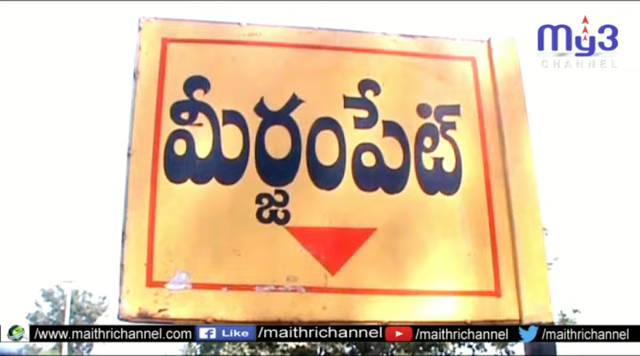 My3
CHANNEL
మీర్జంపేట్
www.maithrichannel.com Like /maithrichannel /maithrichannel /maithrichannel